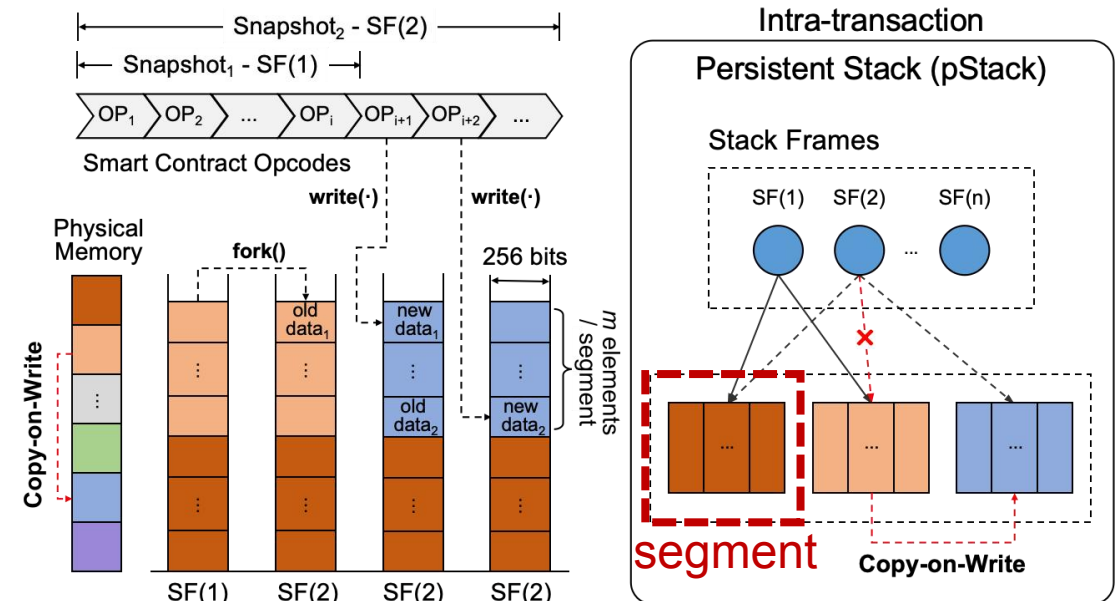 Snapshot₂ - SF(2)
Snapshot₁ - SF(1)
OP₁ OP₂ ... OPᵢ OPᵢ₊₁ OPᵢ₊₂ ...
Smart Contract Opcodes
write(·) write(·)
Physical
Memory
fork()
256 bits
old
data₁
new
data₁
⋮
old
data₂
new
data₂
m elements
/ segment
Copy-on-Write
SF(1) SF(2) SF(2) SF(2)
Intra-transaction
Persistent Stack (pStack)
Stack Frames
SF(1) SF(2) SF(n)
...
... ... ...
segment
Copy-on-Write